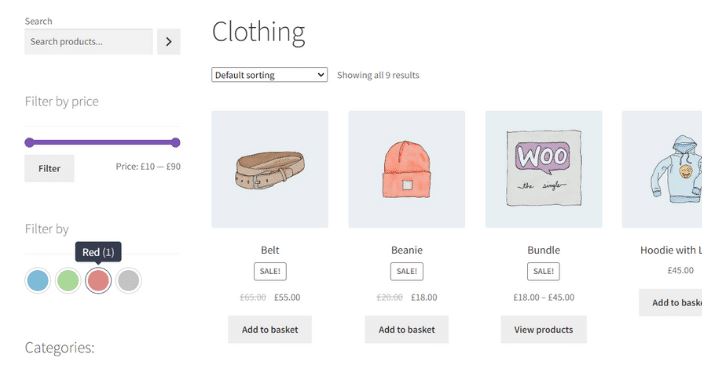 Search
Search products...
Filter by price
Filter
Price: £10 — £90
Filter by
Red (1)
Categories:
Clothing
Default sorting
Showing all 9 results
Belt
SALE!
£65.00 £55.00
Add to basket
Beanie
SALE!
£20.00 £18.00
Add to basket
WOO
the single
Bundle
SALE!
£18.00 – £45.00
View products
Hoodie with L
£45.00
Add to baske